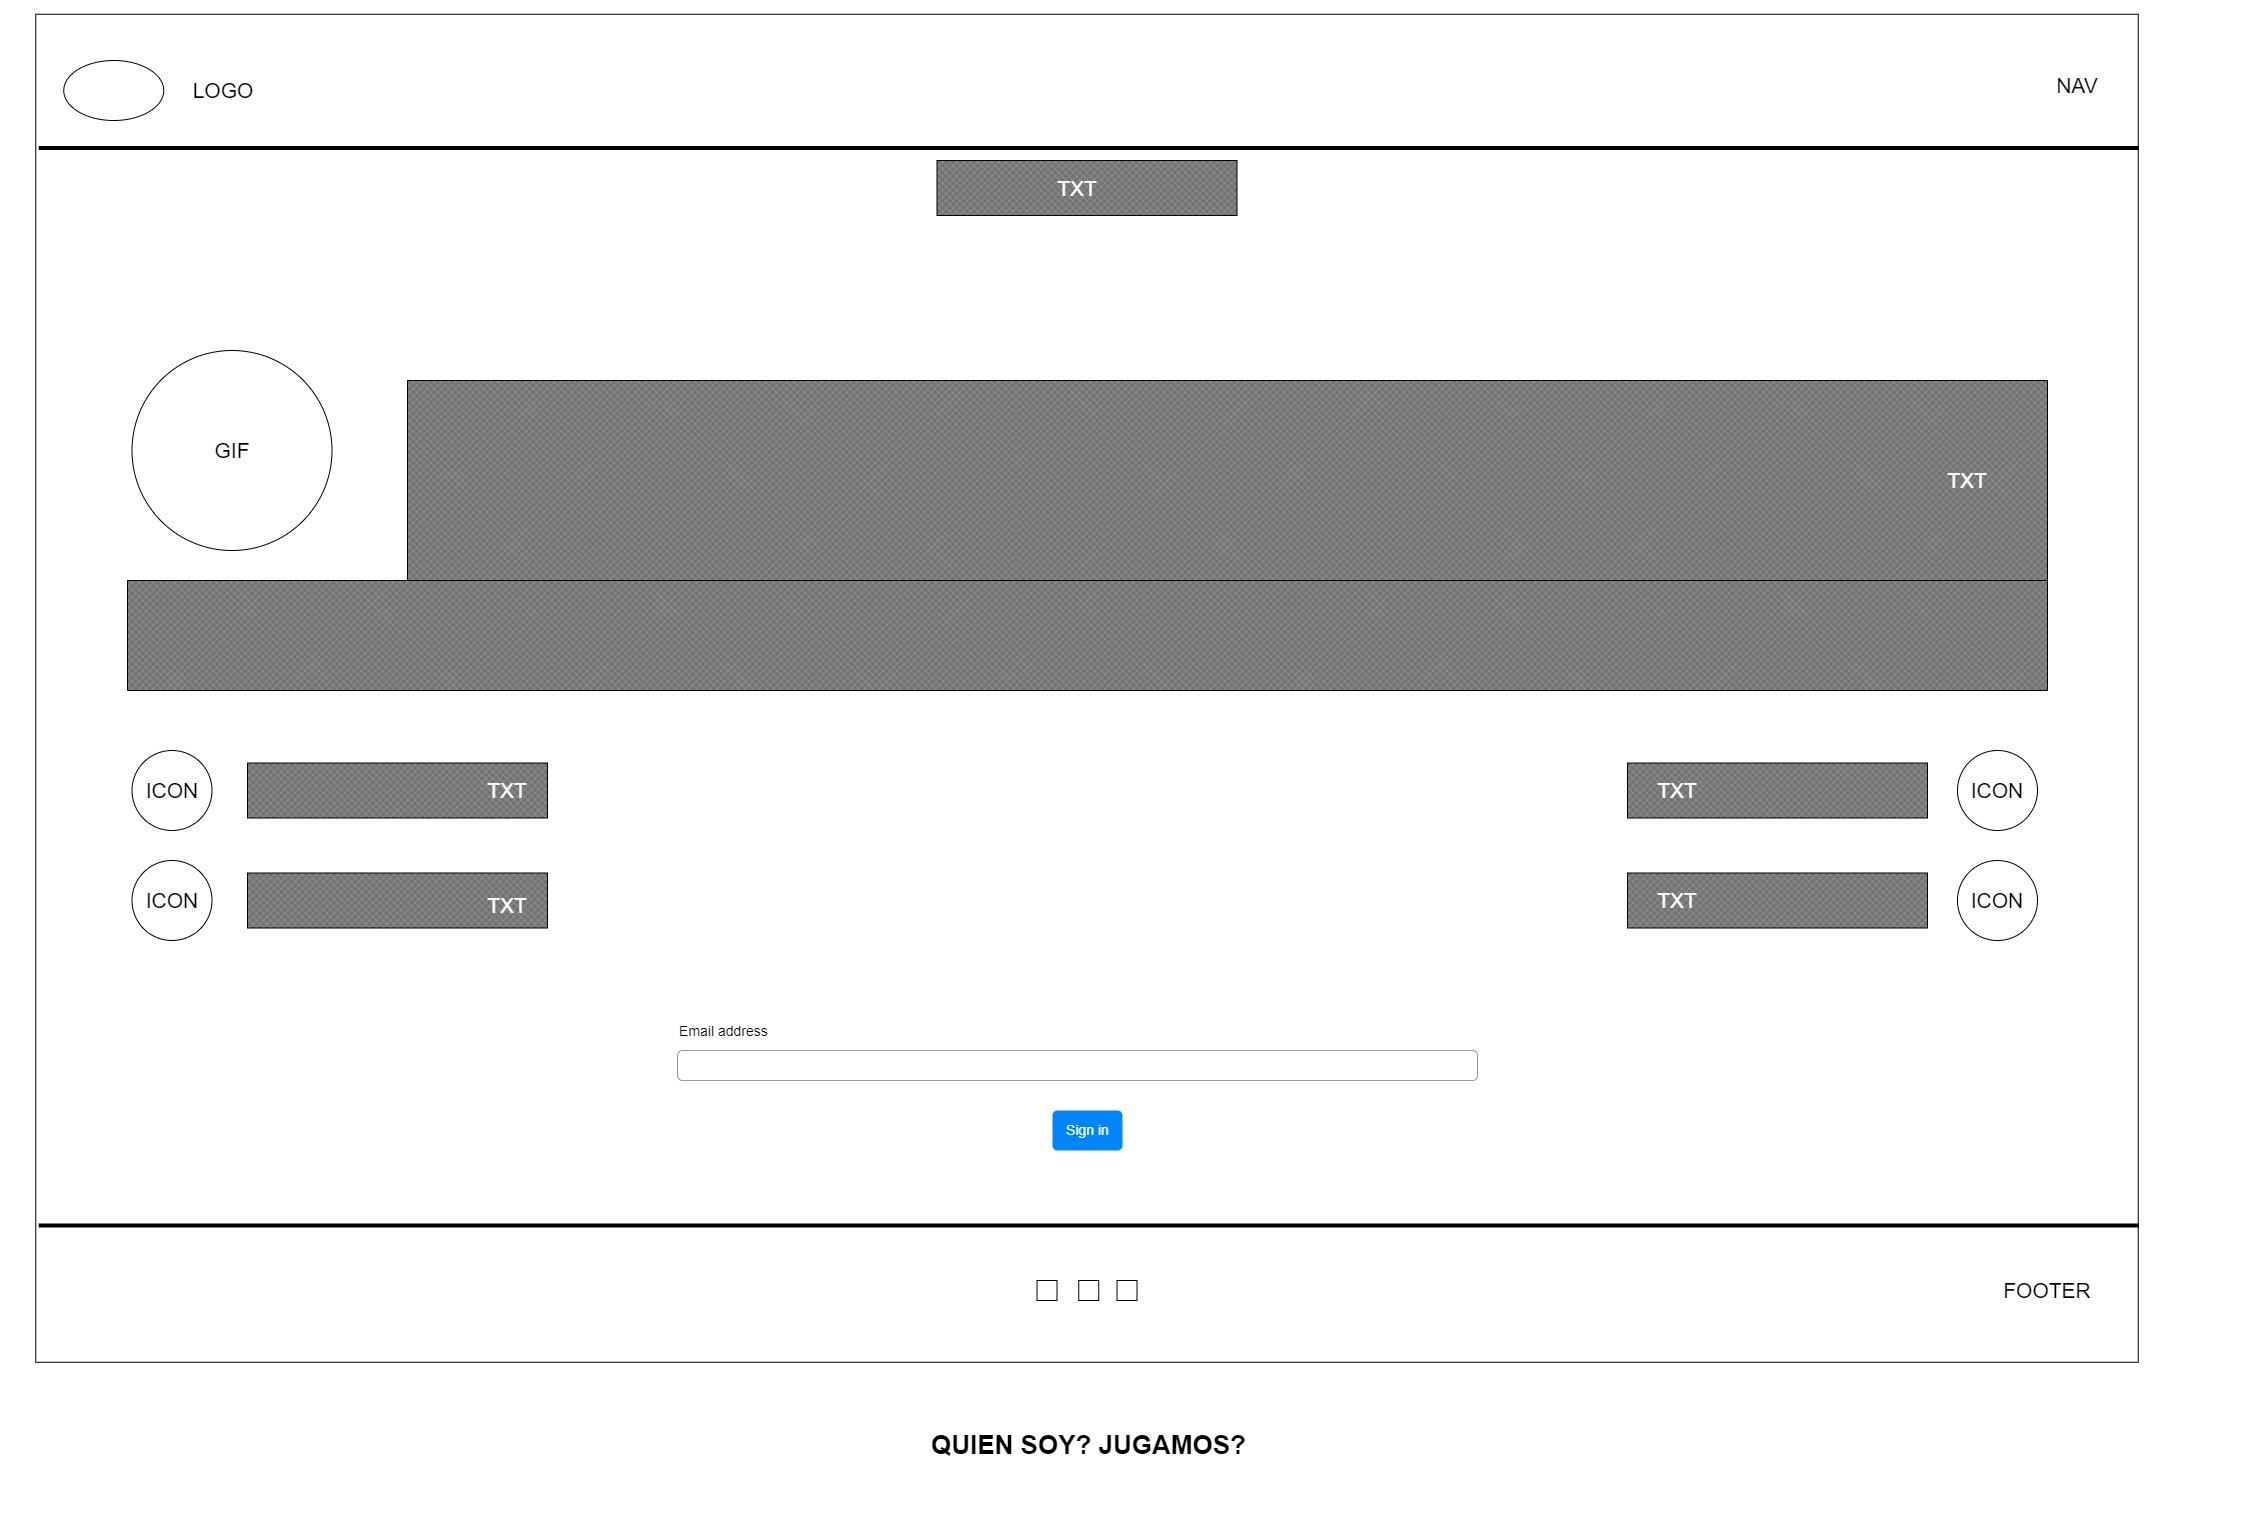 LOGO
NAV
TXT
GIF
TXT
ICON
TXT
TXT
ICON
ICON
TXT
TXT
ICON
Email address
Sign in
FOOTER
QUIEN SOY? JUGAMOS?